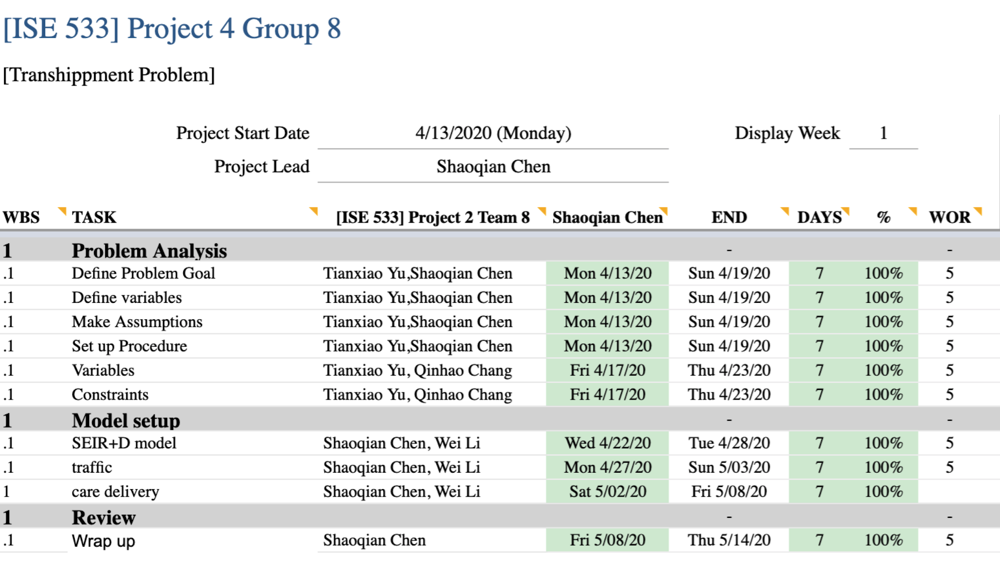 [ISE 533] Project 4 Group 8
[Transhippment Problem]
Project Start Date 4/13/2020 (Monday) Display Week 1
Project Lead Shaoqian Chen
WBS TASK [ISE 533] Project 2 Team 8 Shaoqian Chen END DAYS % WOR
1 Problem Analysis - -
.1 Define Problem Goal Tianxiao Yu,Shaoqian Chen Mon 4/13/20 Sun 4/19/20 7 100% 5
.1 Define variables Tianxiao Yu,Shaoqian Chen Mon 4/13/20 Sun 4/19/20 7 100% 5
.1 Make Assumptions Tianxiao Yu,Shaoqian Chen Mon 4/13/20 Sun 4/19/20 7 100% 5
.1 Set up Procedure Tianxiao Yu,Shaoqian Chen Mon 4/13/20 Sun 4/19/20 7 100% 5
.1 Variables Tianxiao Yu, Qinhao Chang Fri 4/17/20 Thu 4/23/20 7 100% 5
.1 Constraints Tianxiao Yu, Qinhao Chang Fri 4/17/20 Thu 4/23/20 7 100% 5
1 Model setup - -
.1 SEIR+D model Shaoqian Chen, Wei Li Wed 4/22/20 Tue 4/28/20 7 100% 5
.1 traffic Shaoqian Chen, Wei Li Mon 4/27/20 Sun 5/03/20 7 100% 5
1 care delivery Shaoqian Chen, Wei Li Sat 5/02/20 Fri 5/08/20 7 100%
1 Review - -
.1 Wrap up Shaoqian Chen Fri 5/08/20 Thu 5/14/20 7 100% 5